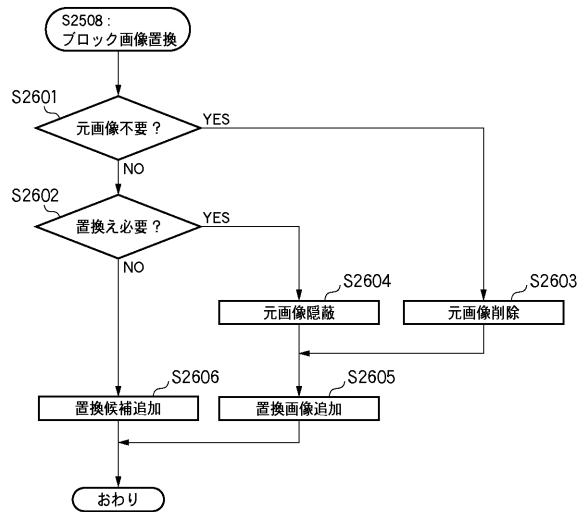 S2508：
ブロック画像置換
S2601
元画像不要？
YES
NO
S2602
置換え必要？
YES
NO
S2604
S2603
元画像隠蔽
元画像削除
S2606
S2605
置換候補追加
置換画像追加
おわり